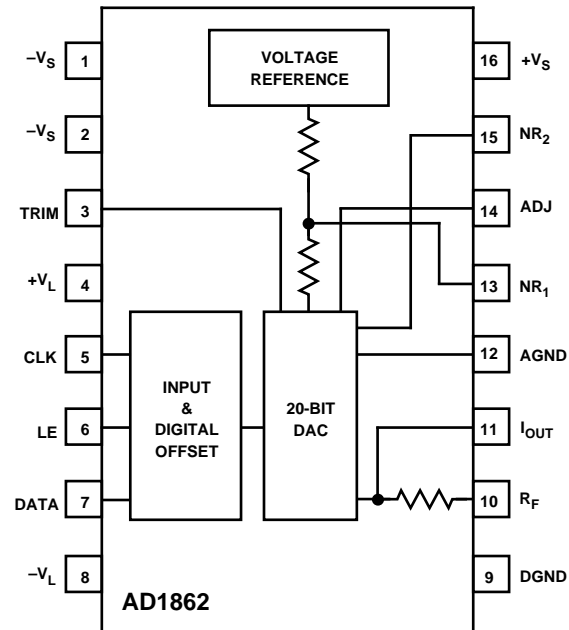 VOLTAGE
REFERENCE
–VS 1
–VS 2
TRIM 3
+VL 4
CLK 5
LE 6
DATA 7
–VL 8
16 +VS
15 NR2
14 ADJ
13 NR1
12 AGND
11 IOUT
10 RF
9 DGND
INPUT
&
DIGITAL
OFFSET
20-BIT
DAC
AD1862